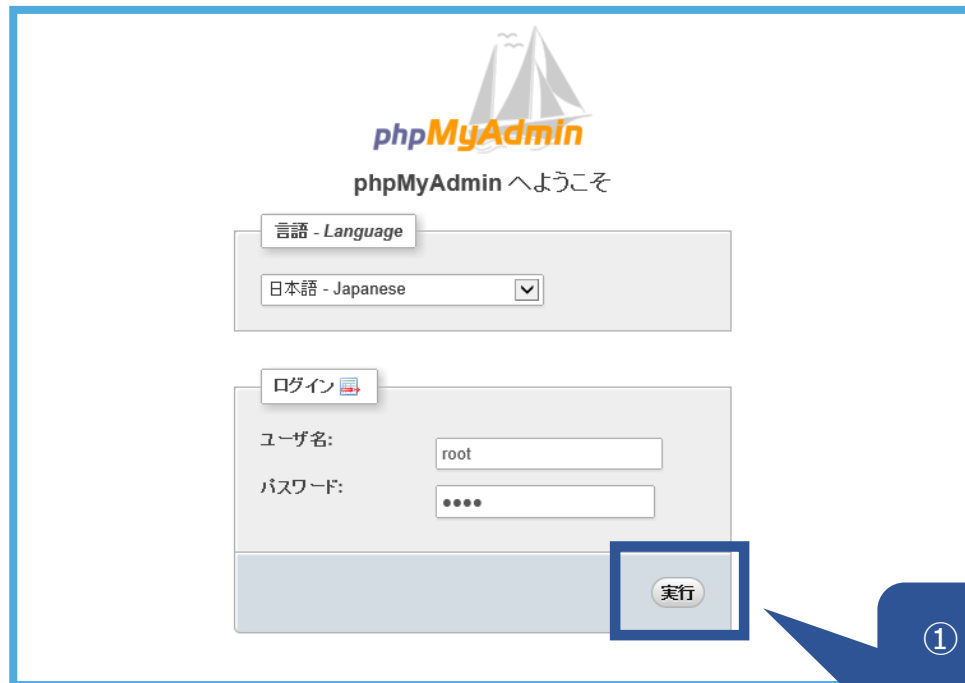 phpMyAdmin
phpMyAdmin へようこそ
言語 - Language
日本語 - Japanese
ログイン
ユーザ名:
root
パスワード:
••••
実行
①